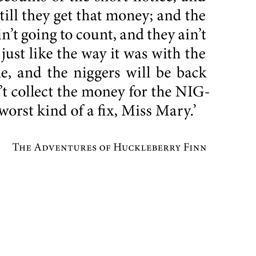 till they get that money; and the
n't going to count, and they ain't
just like the way it was with the
e, and the niggers will be back
't collect the money for the NIG-
worst kind of a fix, Miss Mary.'
The Adventures of Huckleberry Finn